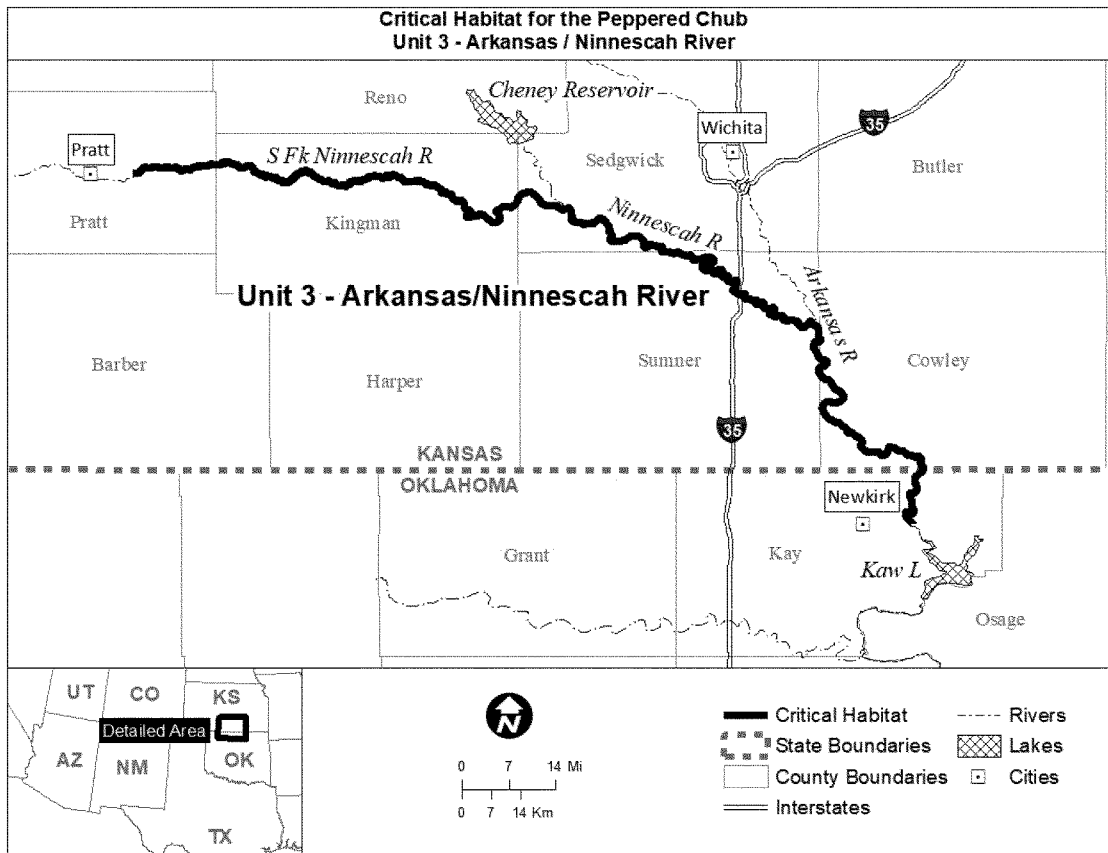 Critical Habitat for the Peppered Chub
Unit 3 - Arkansas / Ninnescah River
Reno
Cheney Reservoir
Wichita
35
Pratt
S Fk Ninnescah R
Sedgwick
Butler
Pratt
Kingman
Ninnescah R
Arkansas R
Unit 3 - Arkansas/Ninnescah River
Barber
Harper
Sumner
Cowley
35
KANSAS
OKLAHOMA
Newkirk
Grant
Kay
Kaw L
Osage
UT
CO
KS
Detailed Area
AZ
NM
OK
TX
N
0 7 14 Mi
0 7 14 Km
Critical Habitat
State Boundaries
County Boundaries
Interstates
Rivers
Lakes
Cities